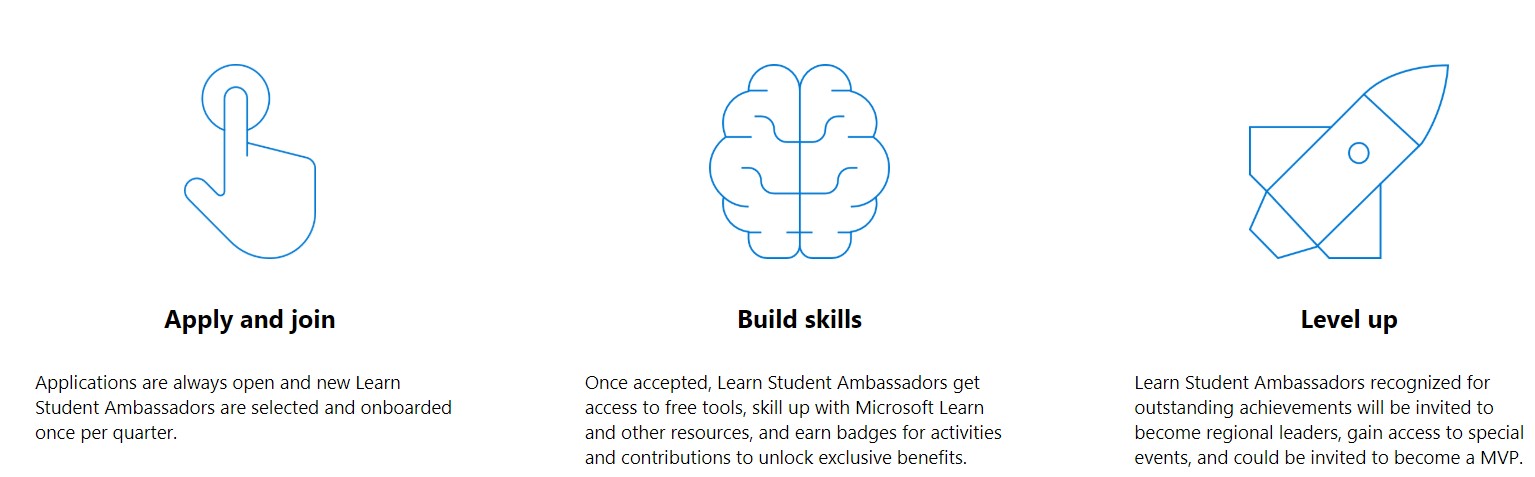 Apply and join
Applications are always open and new Learn
Student Ambassadors are selected and onboarded
once per quarter.
Build skills
Once accepted, Learn Student Ambassadors get
access to free tools, skill up with Microsoft Learn
and other resources, and earn badges for activities
and contributions to unlock exclusive benefits.
Level up
Learn Student Ambassadors recognized for
outstanding achievements will be invited to
become regional leaders, gain access to special
events, and could be invited to become a MVP.